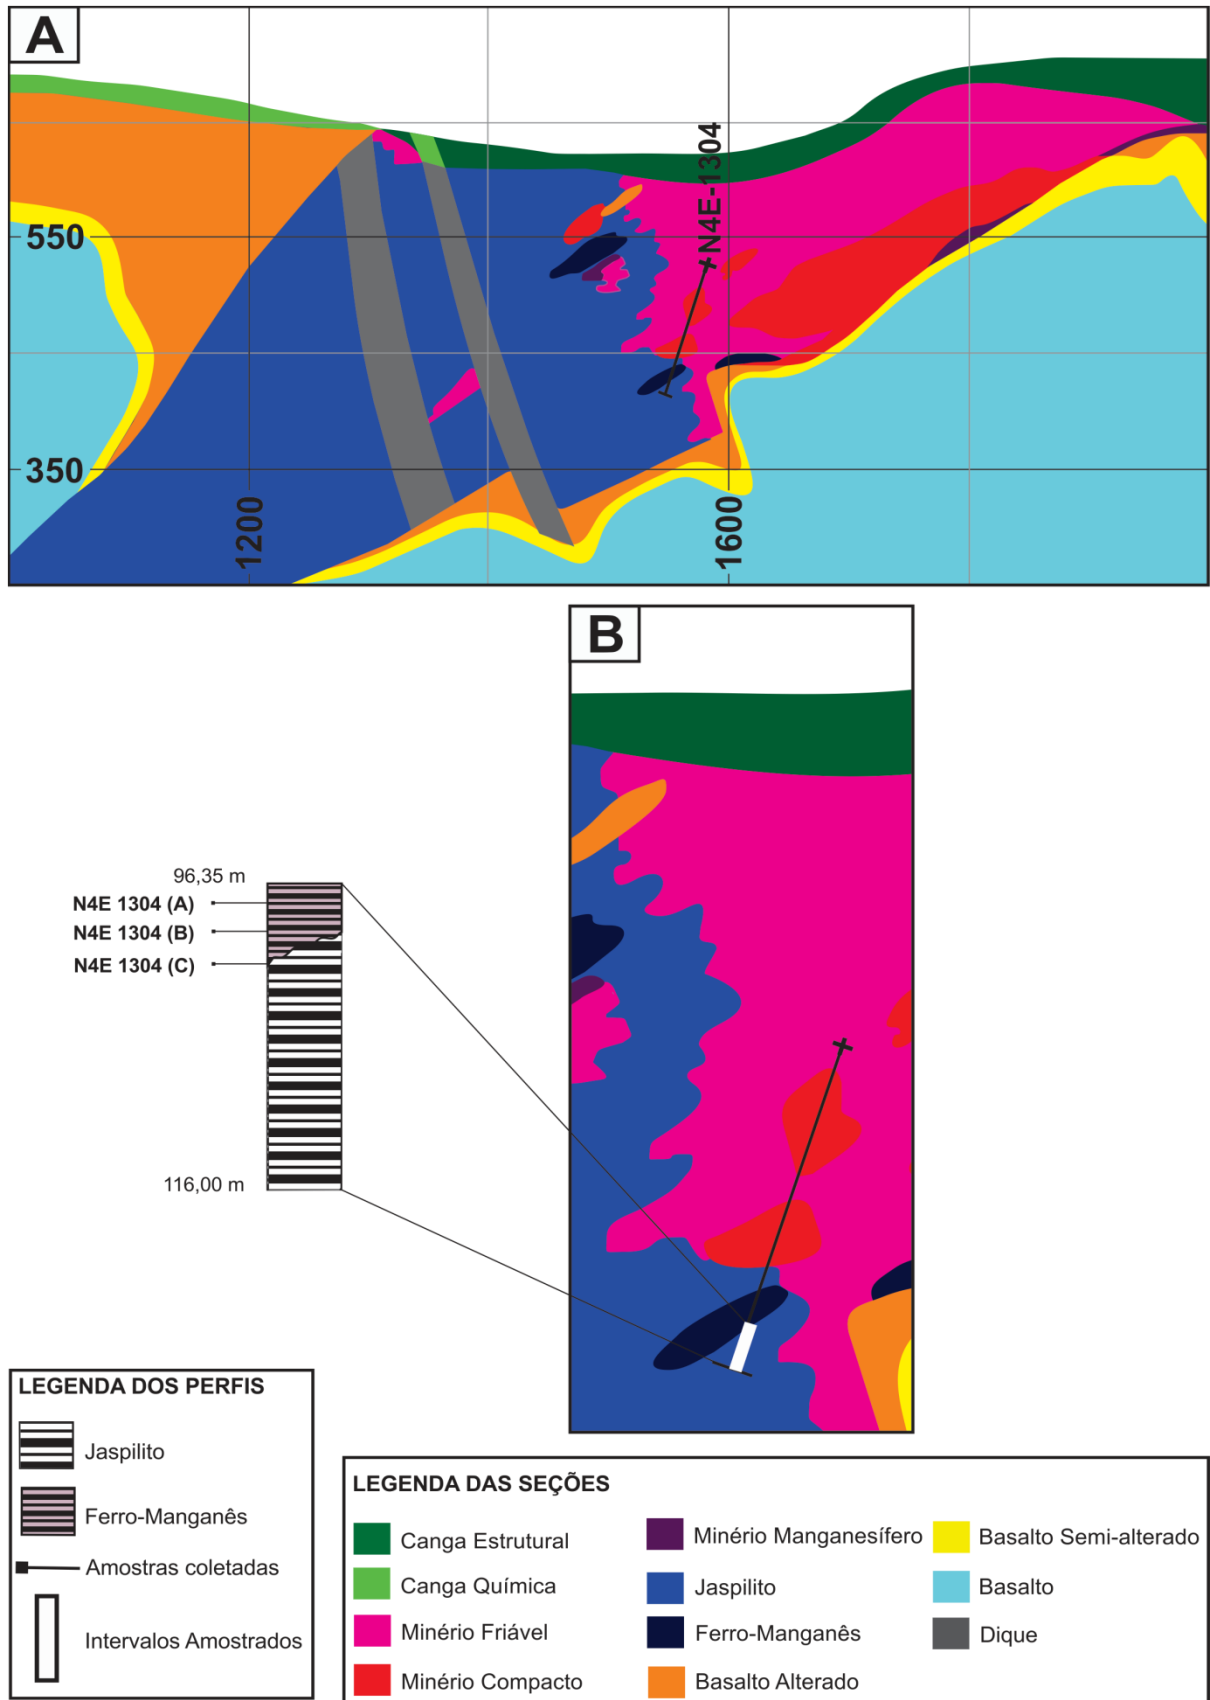 A
N4E-1304
550
350
1200
1600
B
96,35 m
N4E 1304 (A)
N4E 1304 (B)
N4E 1304 (C)
116,00 m
LEGENDA DOS PERFIS
Jaspilito
Ferro-Manganês
Amostras coletadas
Intervalos Amostrados
LEGENDA DAS SEÇÕES
Canga Estrutural
Canga Química
Minério Friável
Minério Compacto
Minério Manganesífero
Jaspilito
Ferro-Manganês
Basalto Alterado
Basalto Semi-alterado
Basalto
Dique